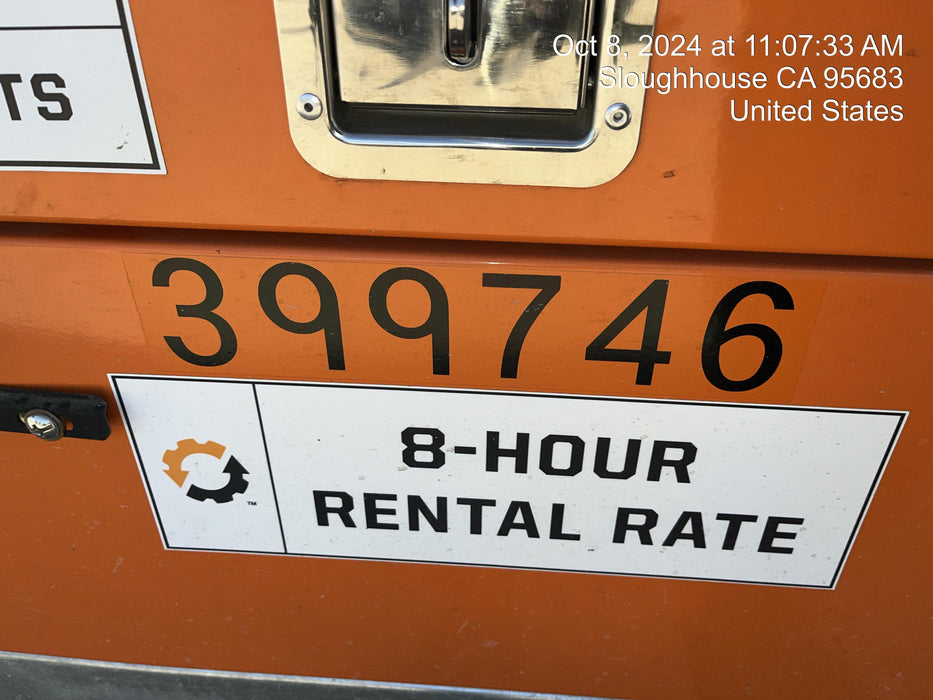 Oct 8, 2024 at 11:07:33 AM
Sloughhouse CA 95683
United States
TS
399746
8-HOUR
RENTAL RATE
TM